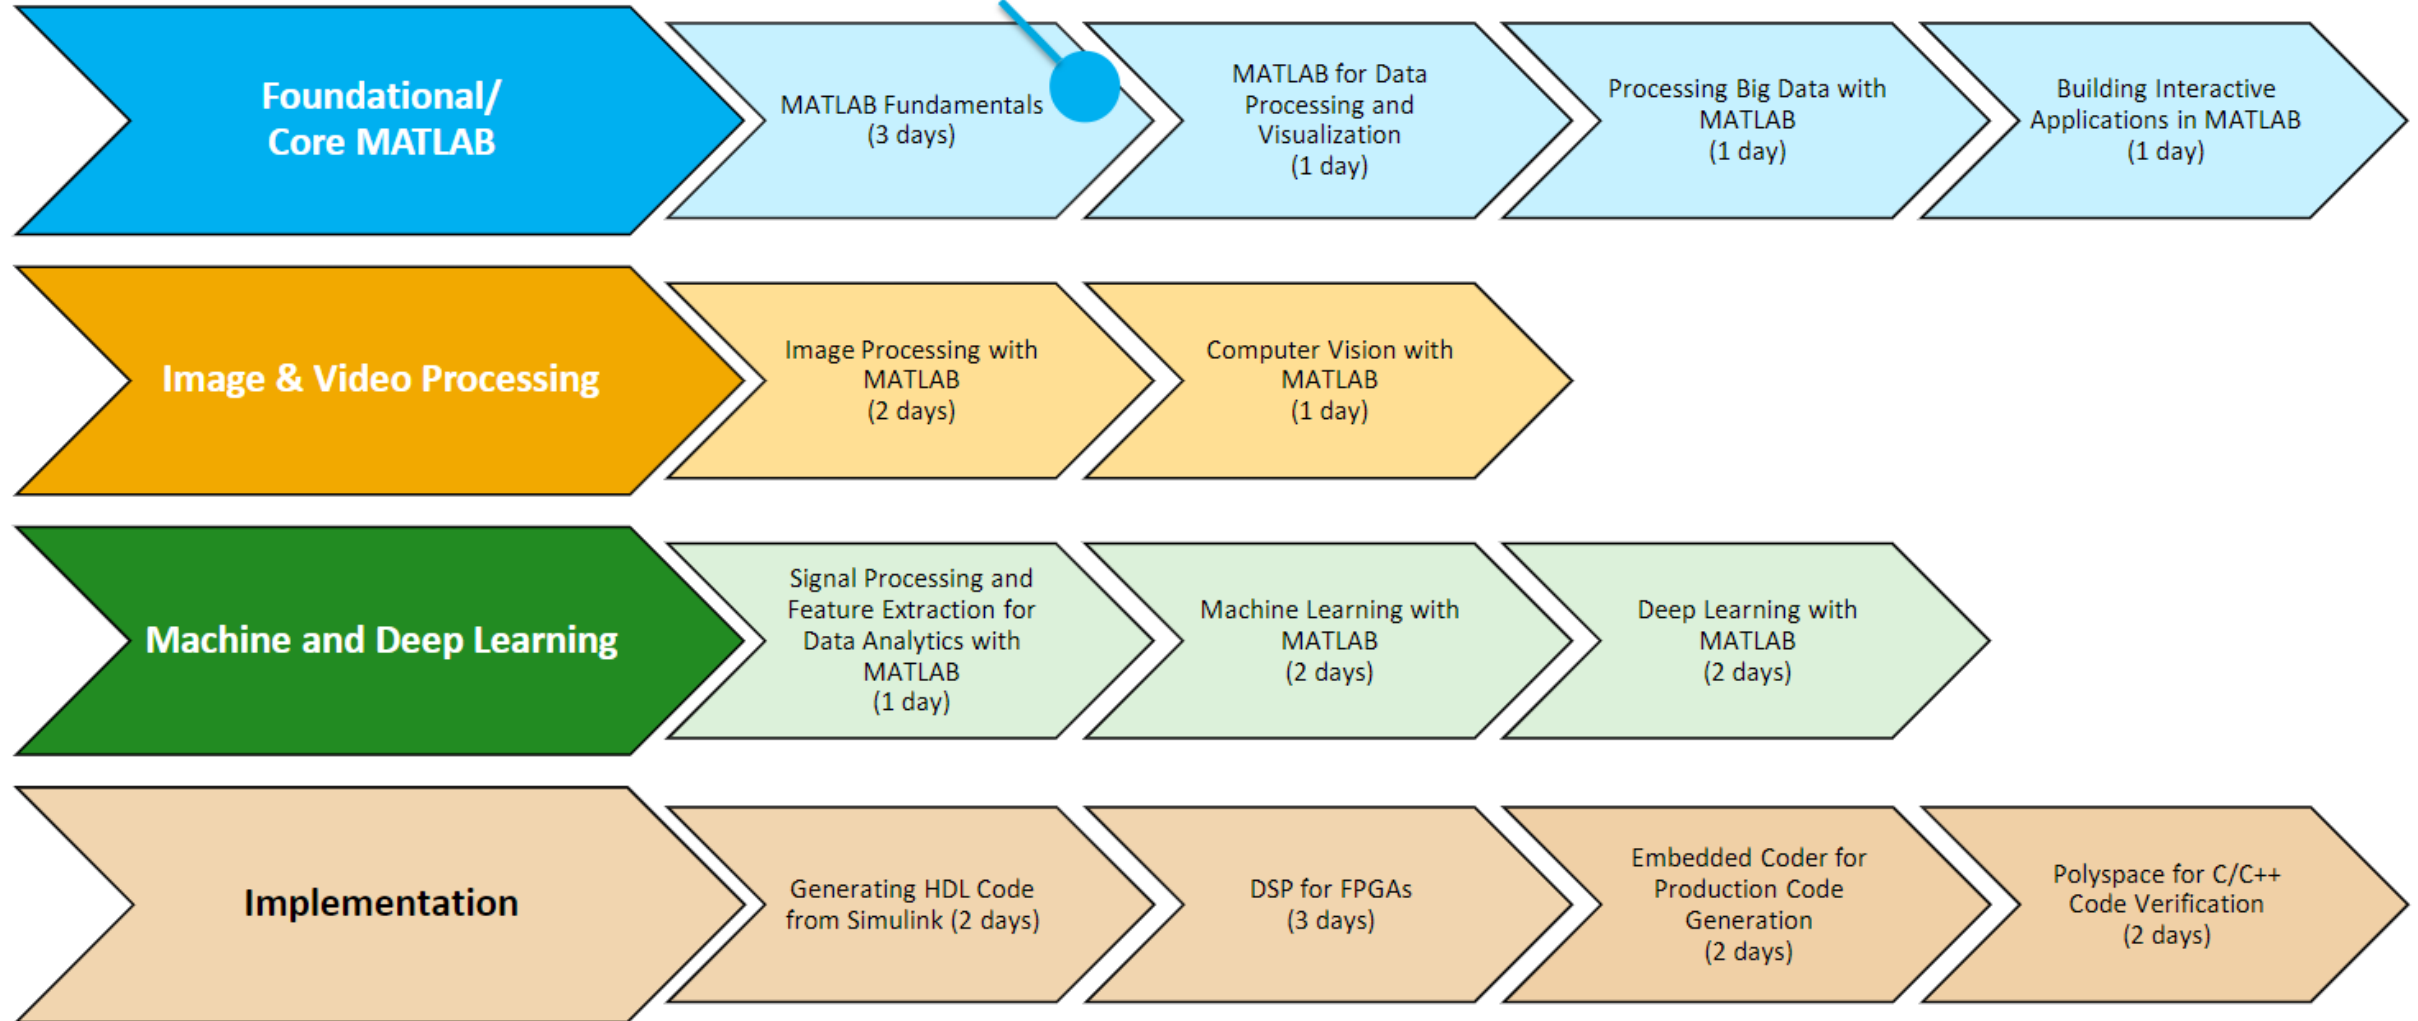 Foundational/
Core MATLAB
MATLAB Fundamentals
(3 days)
MATLAB for Data
Processing and
Visualization
(1 day)
Processing Big Data with
MATLAB
(1 day)
Building Interactive
Applications in MATLAB
(1 day)
Image & Video Processing
Image Processing with
MATLAB
(2 days)
Computer Vision with
MATLAB
(1 day)
Machine and Deep Learning
Signal Processing and
Feature Extraction for
Data Analytics with
MATLAB
(1 day)
Machine Learning with
MATLAB
(2 days)
Deep Learning with
MATLAB
(2 days)
Implementation
Generating HDL Code
from Simulink (2 days)
DSP for FPGAs
(3 days)
Embedded Coder for
Production Code
Generation
(2 days)
Polyspace for C/C++
Code Verification
(2 days)